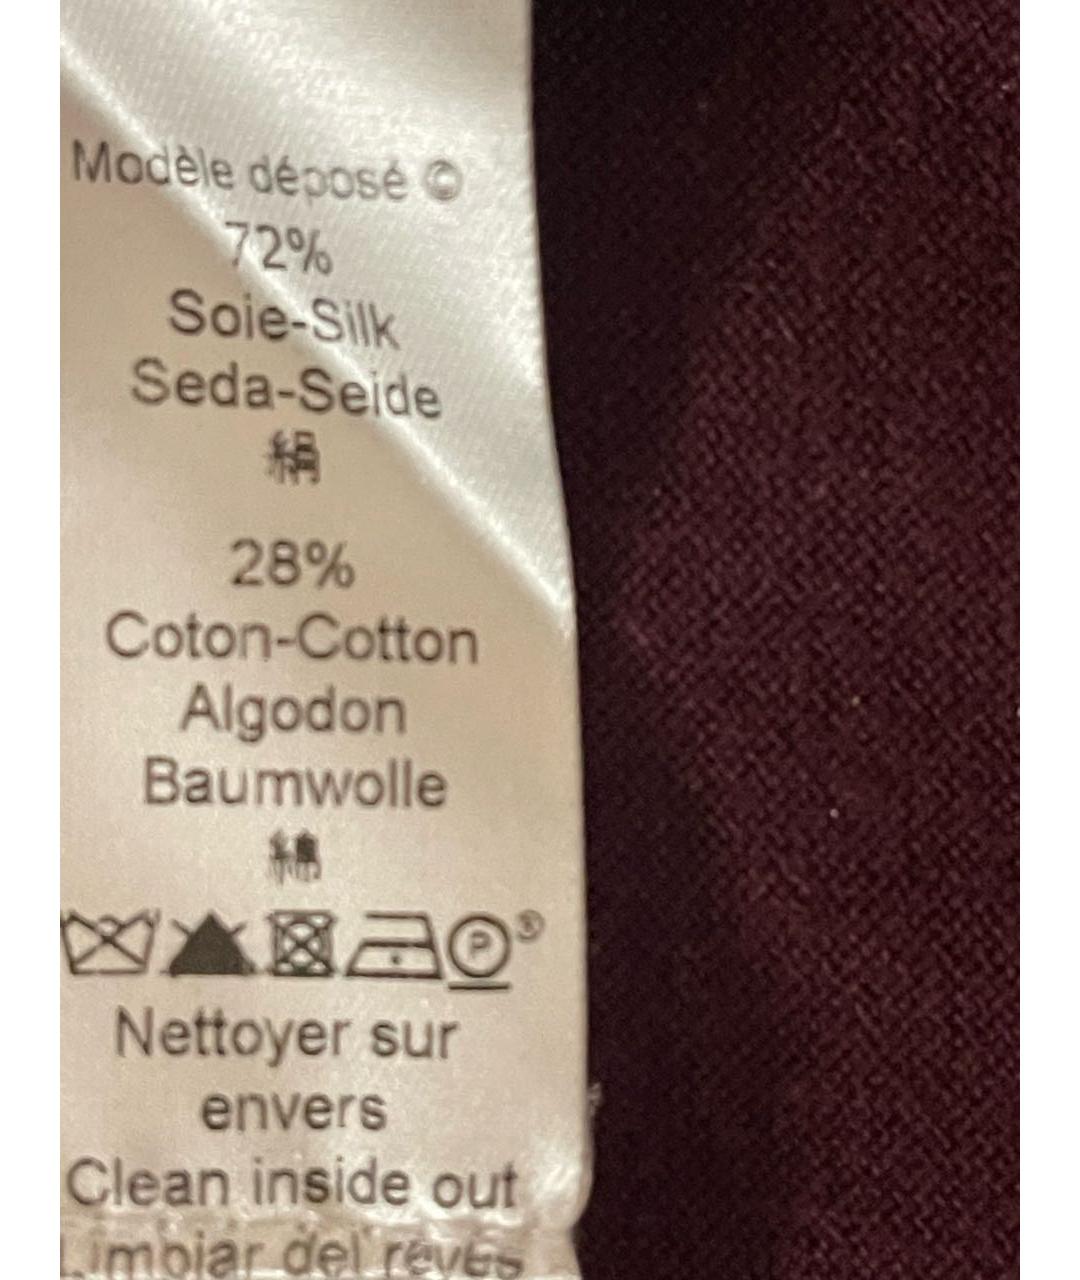 Modèle déposé ©
72%
Soie-Silk
Seda-Seide
絹
28%
Coton-Cotton
Algodon
Baumwolle
綿
P ®
Nettoyer sur
envers
Clean inside out
Limpiar del revés